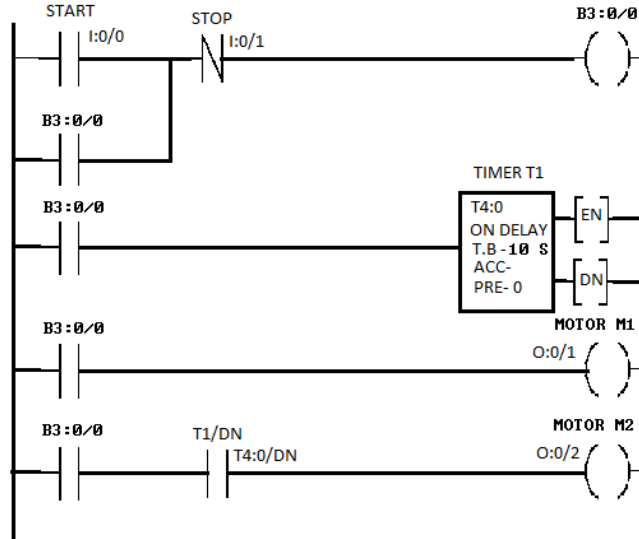 START
STOP
B3:0/0
I:0/0
I:0/1
B3:0/0
TIMER T1
B3:0/0
T4:0
ON DELAY
T.B -10 S
ACC-
PRE- 0
EN
DN
B3:0/0
MOTOR M1
O:0/1
B3:0/0
T1/DN
MOTOR M2
T4:0/DN
O:0/2